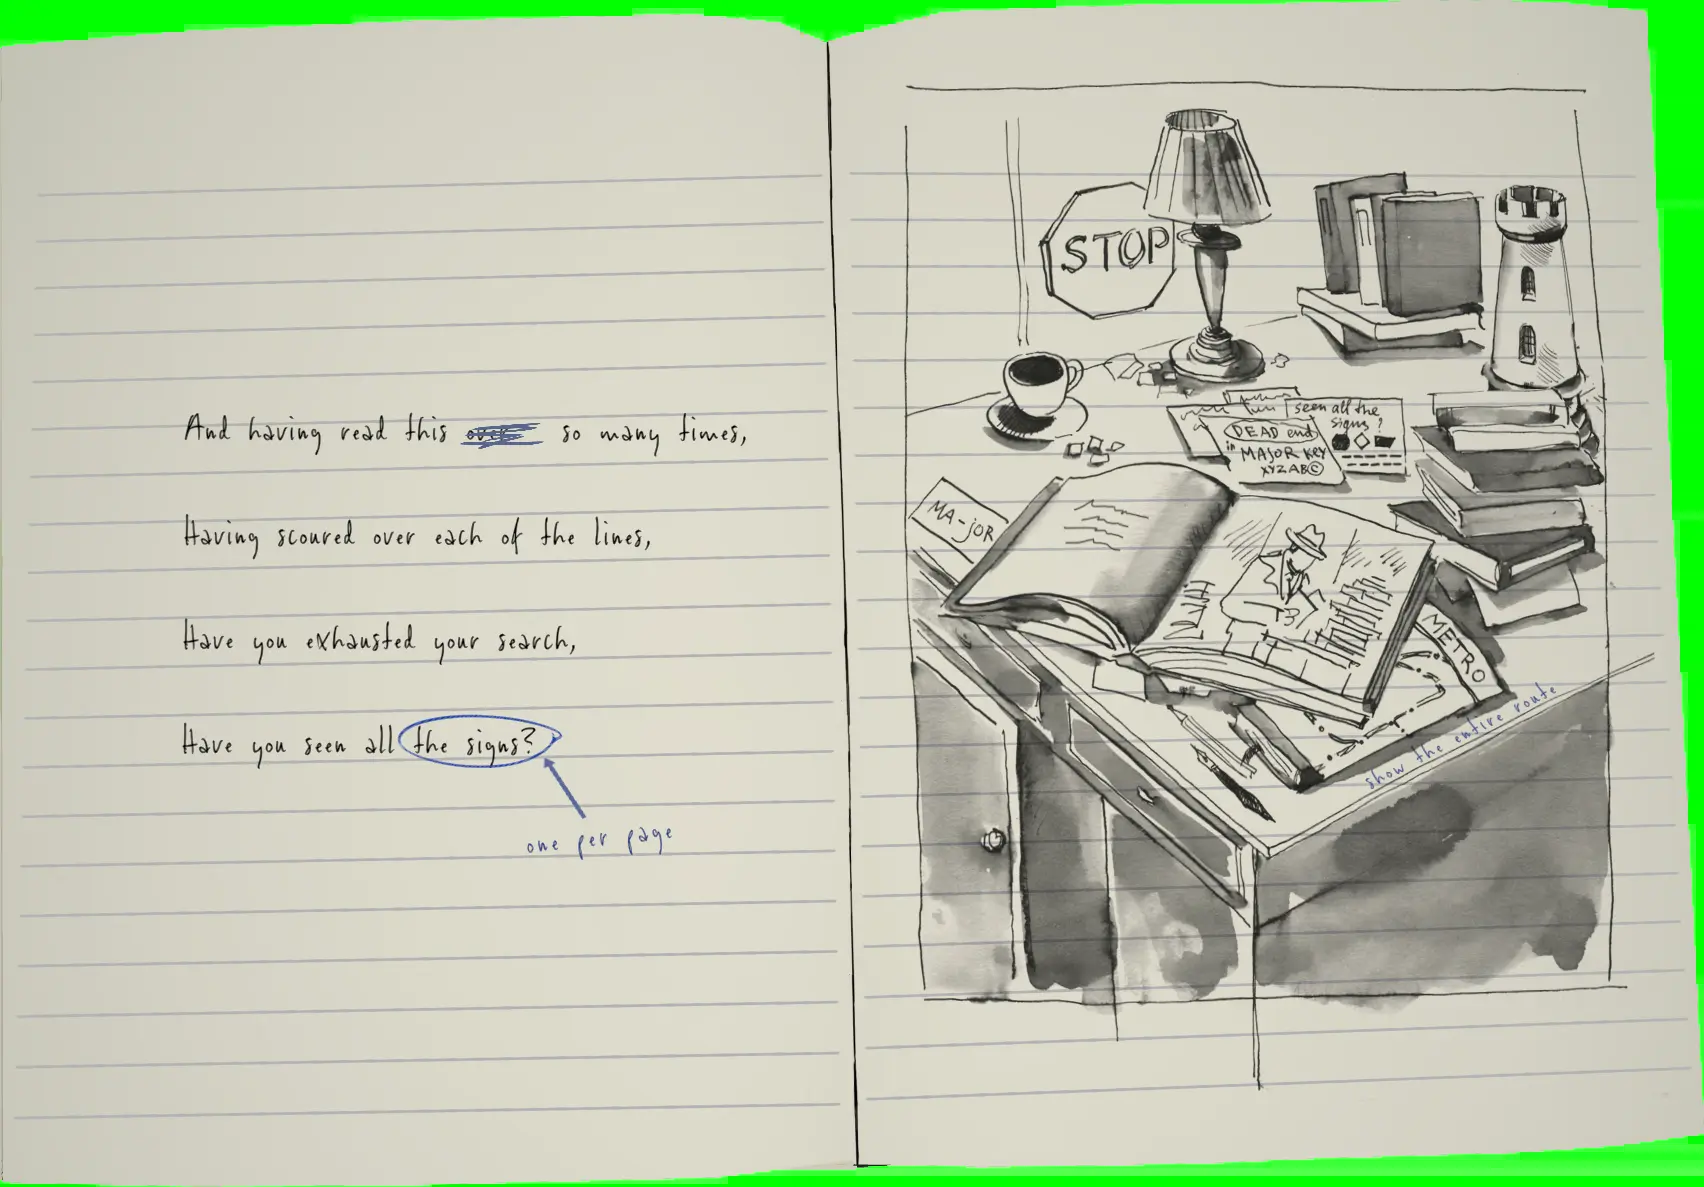 And having read this over so many times,
Having scoured over each of the lines,
Have you exhausted your search,
Have you seen all the signs?
one per page
STOP
seen all the
signs?
DEAD end
in MAJOR KEY
XYZABⒸ
MA-jOR
METRO
show the entire route